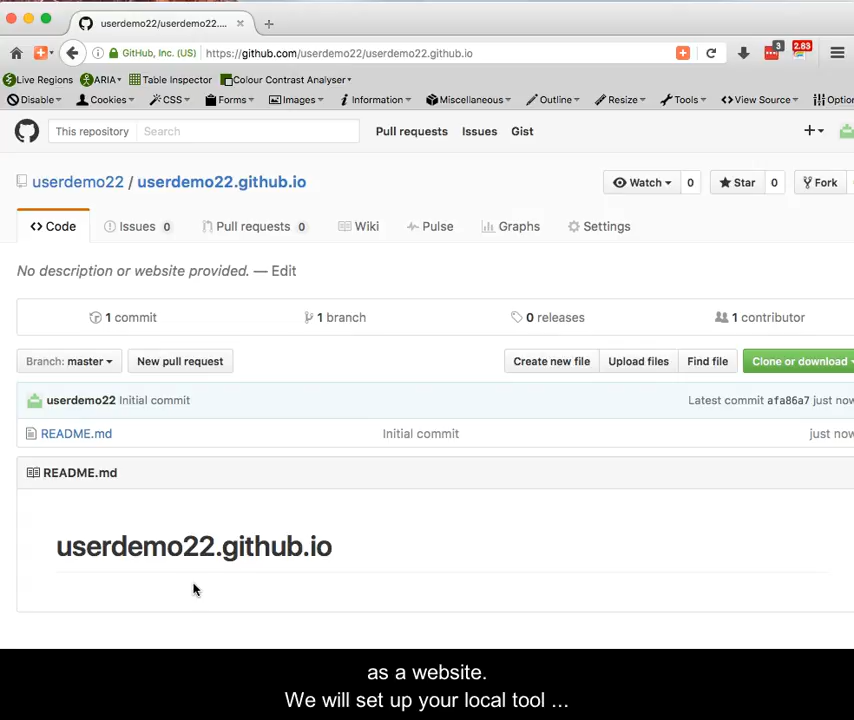 userdemo22/userdemo22....
GitHub, Inc. (US) https://github.com/userdemo22/userdemo22.github.io 3 2.83
Live Regions ARIA Table Inspector Colour Contrast Analyser
Disable Cookies CSS Forms Images Information Miscellaneous Outline Resize Tools View Source Optio
This repository Search Pull requests Issues Gist
userdemo22 / userdemo22.github.io Watch 0 Star 0 Fork
Code Issues 0 Pull requests 0 Wiki Pulse Graphs Settings
No description or website provided. — Edit
1 commit 1 branch 0 releases 1 contributor
Branch: master New pull request Create new file Upload files Find file Clone or download
userdemo22 Initial commit Latest commit afa86a7 just now
README.md Initial commit just now
README.md
userdemo22.github.io
as a website.
We will set up your local tool ...